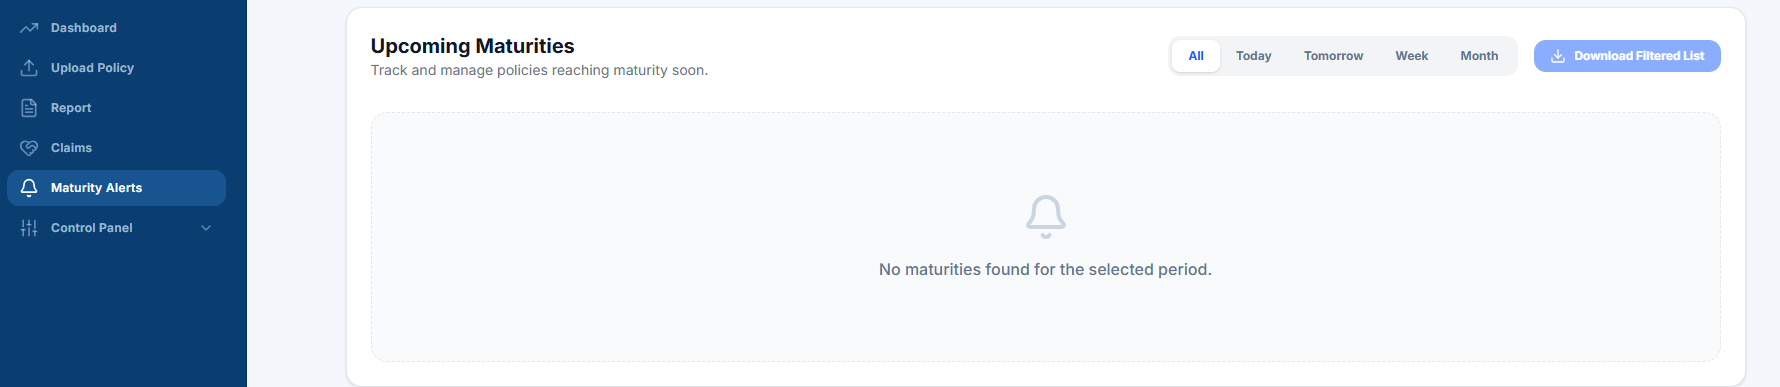 Dashboard
Upload Policy
Report
Claims
Maturity Alerts
Control Panel
Upcoming Maturities
Track and manage policies reaching maturity soon.
All Today Tomorrow Week Month
Download Filtered List
No maturities found for the selected period.